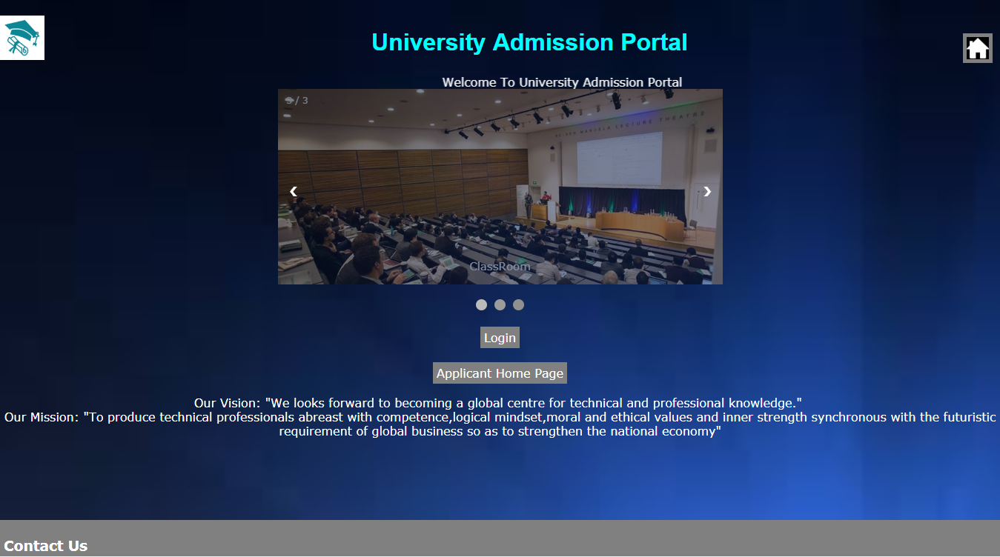 University Admission Portal
Welcome To University Admission Portal
3 / 3
NELSON MANDELA LECTURE THEATRE
‹ ›
ClassRoom
Login
Applicant Home Page
Our Vision: "We looks forward to becoming a global centre for technical and professional knowledge."
Our Mission: "To produce technical professionals abreast with competence,logical mindset,moral and ethical values and inner strength synchronous with the futuristic
requirement of global business so as to strengthen the national economy"
Contact Us